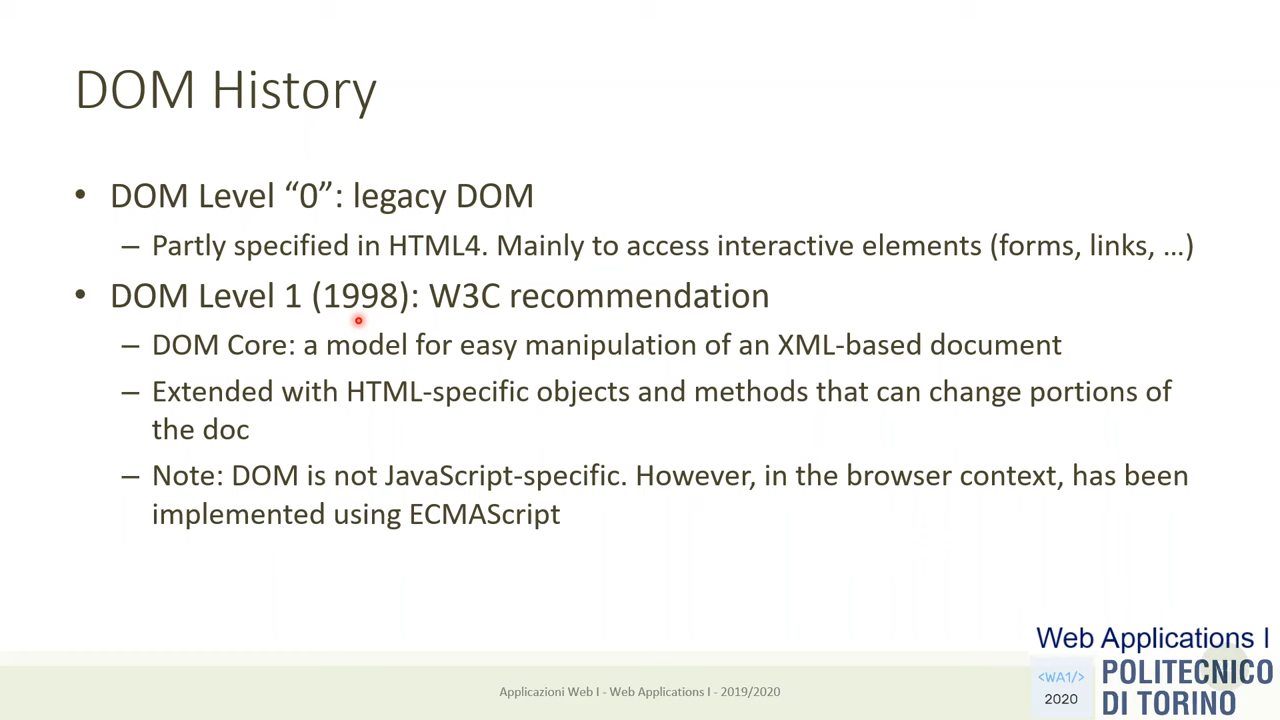 DOM History
• DOM Level “0”: legacy DOM
– Partly specified in HTML4. Mainly to access interactive elements (forms, links, …)
• DOM Level 1 (1998): W3C recommendation
– DOM Core: a model for easy manipulation of an XML-based document
– Extended with HTML-specific objects and methods that can change portions of
the doc
– Note: DOM is not JavaScript-specific. However, in the browser context, has been
implemented using ECMAScript
Applicazioni Web I - Web Applications I - 2019/2020
Web Applications I
<WA1/>
2020
POLITECNICO
DI TORINO